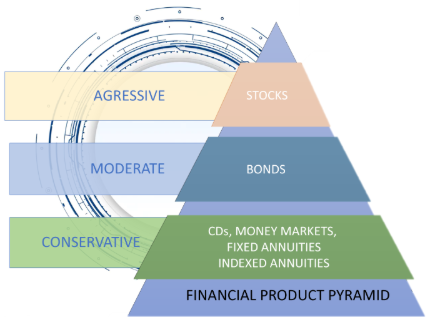 AGRESSIVE
STOCKS
MODERATE
BONDS
CONSERVATIVE
CDs, MONEY MARKETS,
FIXED ANNUITIES
INDEXED ANNUITIES
FINANCIAL PRODUCT PYRAMID